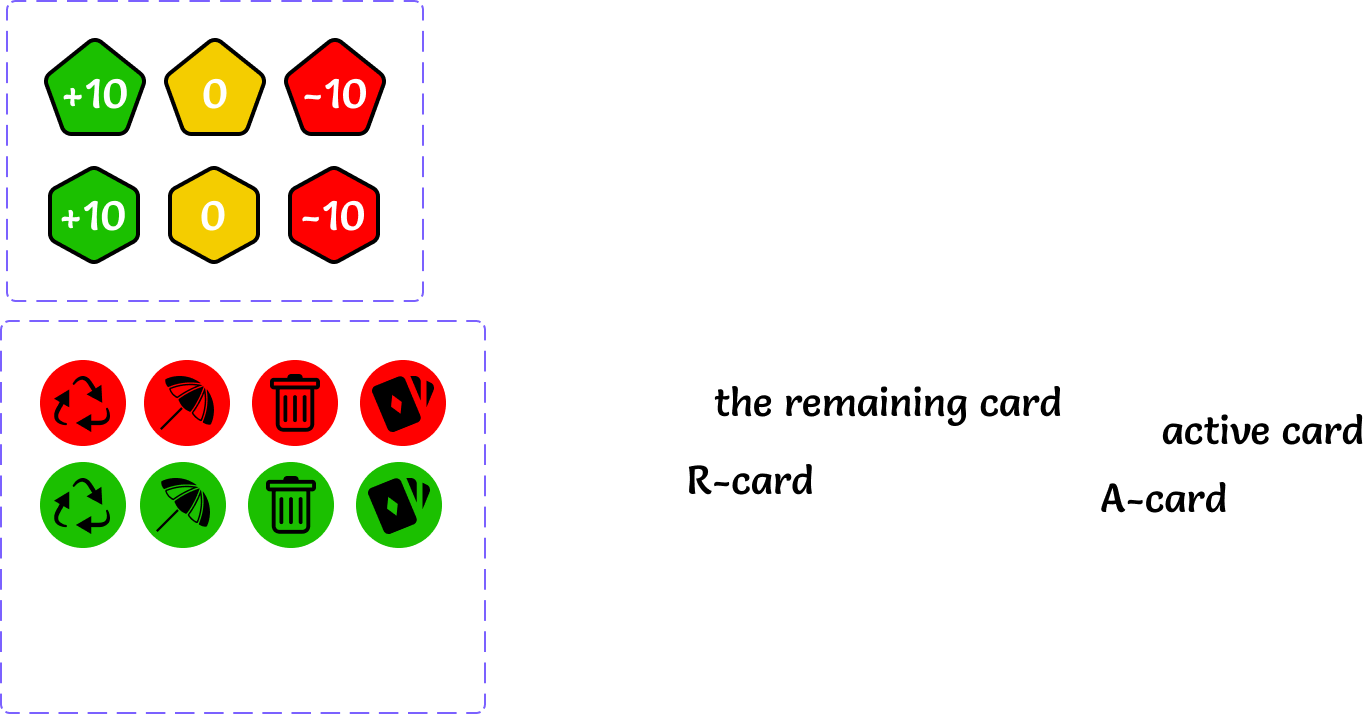 +10 0 -10
+10 0 -10
the remaining card
active card
R-card
A-card